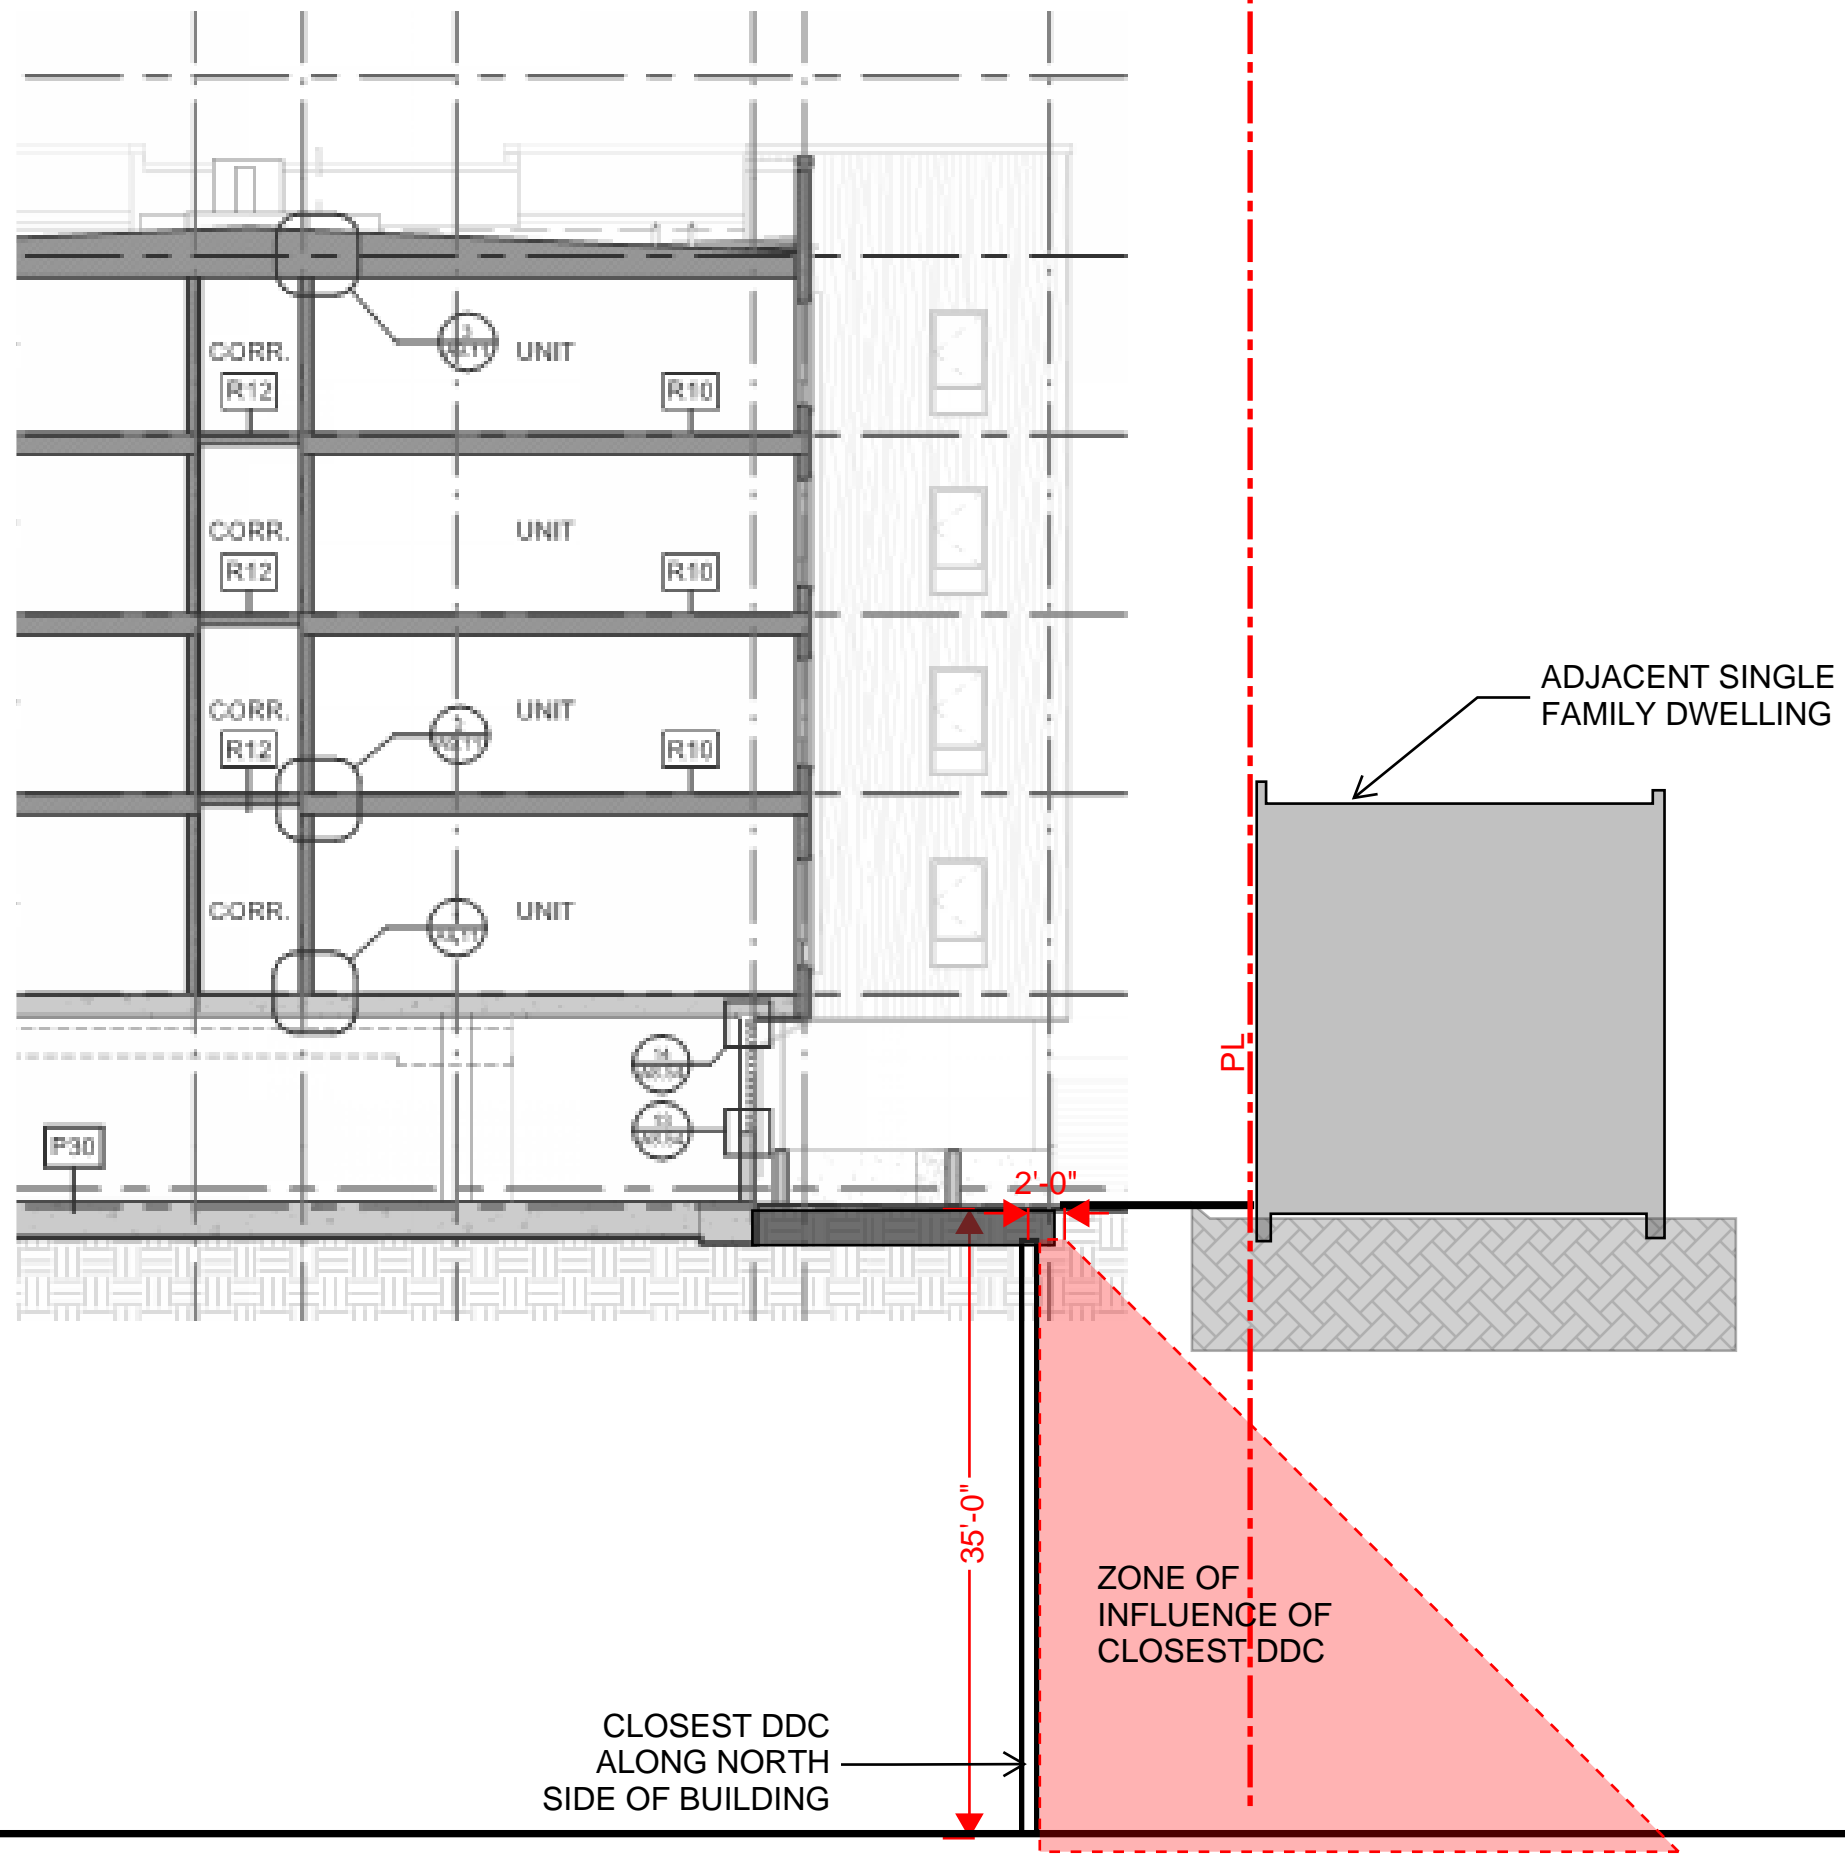 CORR.
UNIT
R12
R10
CORR.
UNIT
R12
R10
ADJACENT SINGLE
FAMILY DWELLING
CORR.
UNIT
R12
R10
CORR.
UNIT
PL
P30
2'-0"
35'-0"
ZONE OF
INFLUENCE OF
CLOSEST DDC
CLOSEST DDC
ALONG NORTH
SIDE OF BUILDING